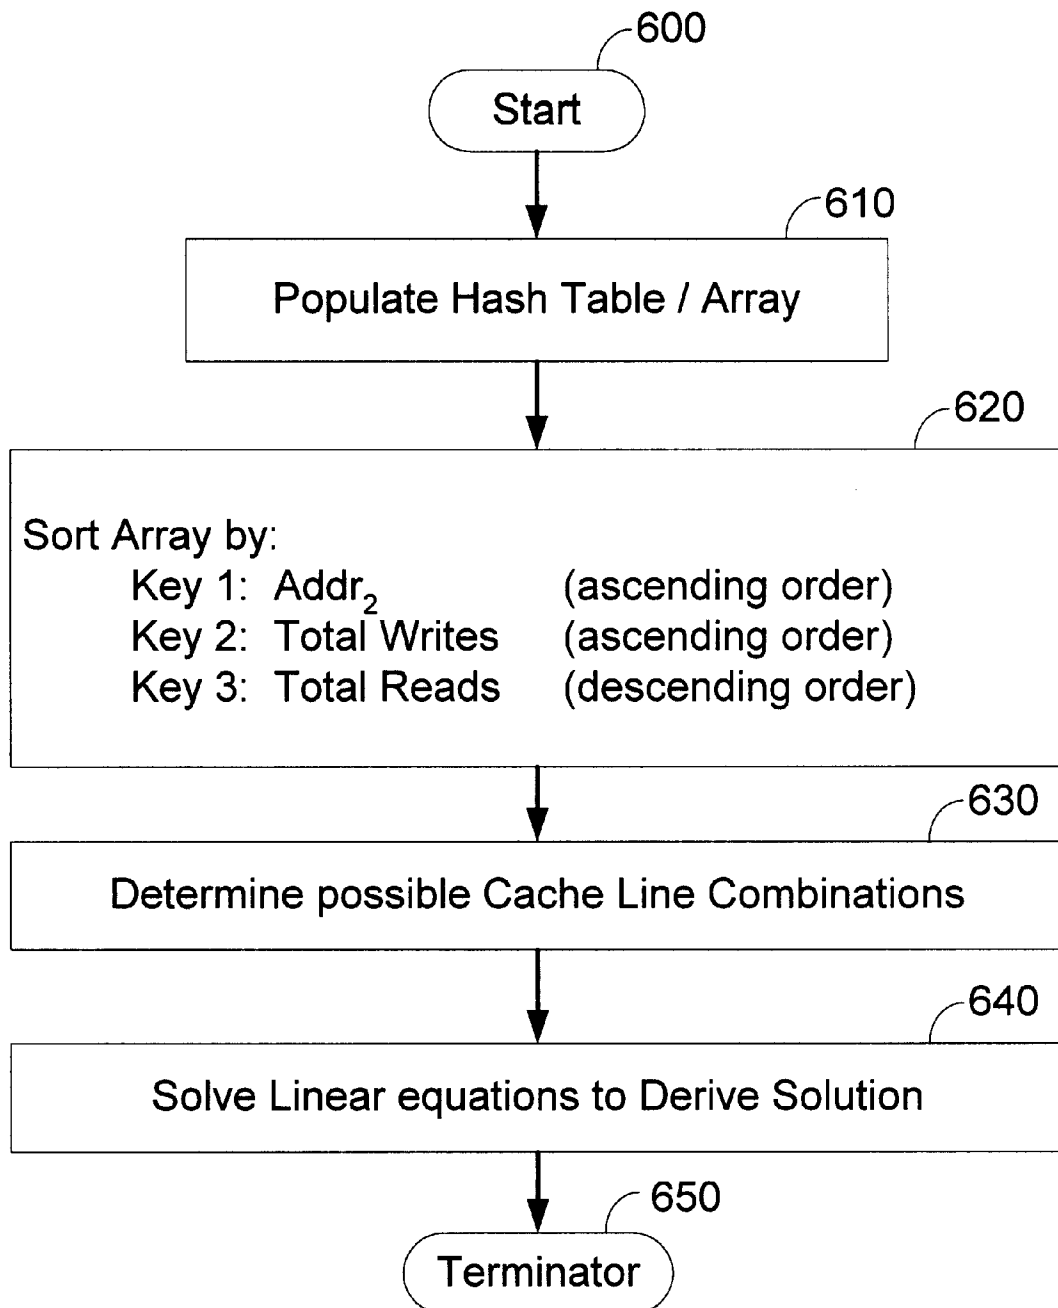 600
Start
610
Populate Hash Table / Array
620
Sort Array by:
Key 1: Addr₂ (ascending order)
Key 2: Total Writes (ascending order)
Key 3: Total Reads (descending order)
630
Determine possible Cache Line Combinations
640
Solve Linear equations to Derive Solution
650
Terminator